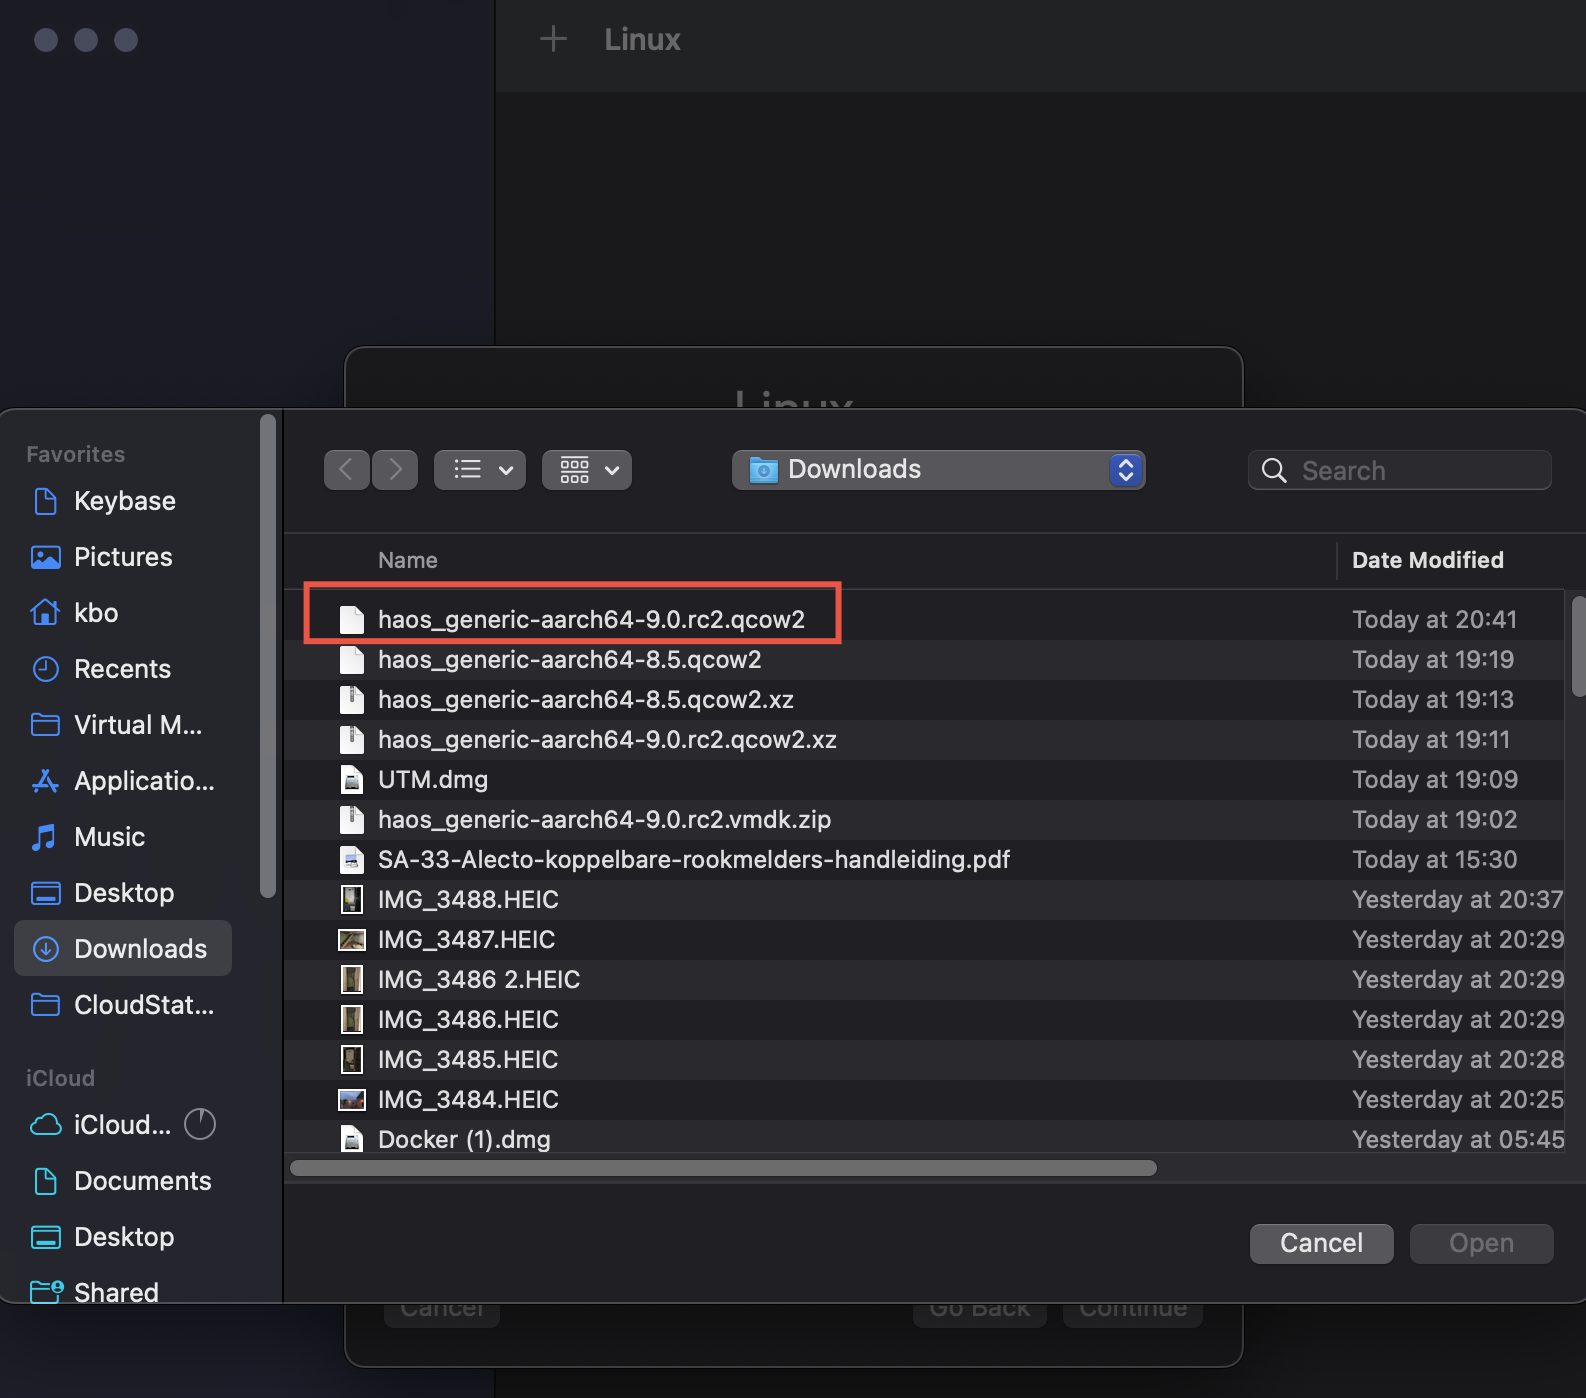 Linux
Linux
Favorites
Keybase
Pictures
kbo
Recents
Virtual M...
Applicatio...
Music
Desktop
Downloads
CloudStat...
iCloud
iCloud...
Documents
Desktop
Shared
Downloads
Search
Name Date Modified
haos_generic-aarch64-9.0.rc2.qcow2 Today at 20:41
haos_generic-aarch64-8.5.qcow2 Today at 19:19
haos_generic-aarch64-8.5.qcow2.xz Today at 19:13
haos_generic-aarch64-9.0.rc2.qcow2.xz Today at 19:11
UTM.dmg Today at 19:09
haos_generic-aarch64-9.0.rc2.vmdk.zip Today at 19:02
SA-33-Alecto-koppelbare-rookmelders-handleiding.pdf Today at 15:30
IMG_3488.HEIC Yesterday at 20:37
IMG_3487.HEIC Yesterday at 20:29
IMG_3486 2.HEIC Yesterday at 20:29
IMG_3486.HEIC Yesterday at 20:29
IMG_3485.HEIC Yesterday at 20:28
IMG_3484.HEIC Yesterday at 20:25
Docker (1).dmg Yesterday at 05:45
Cancel Open
Cancel Go Back Continue